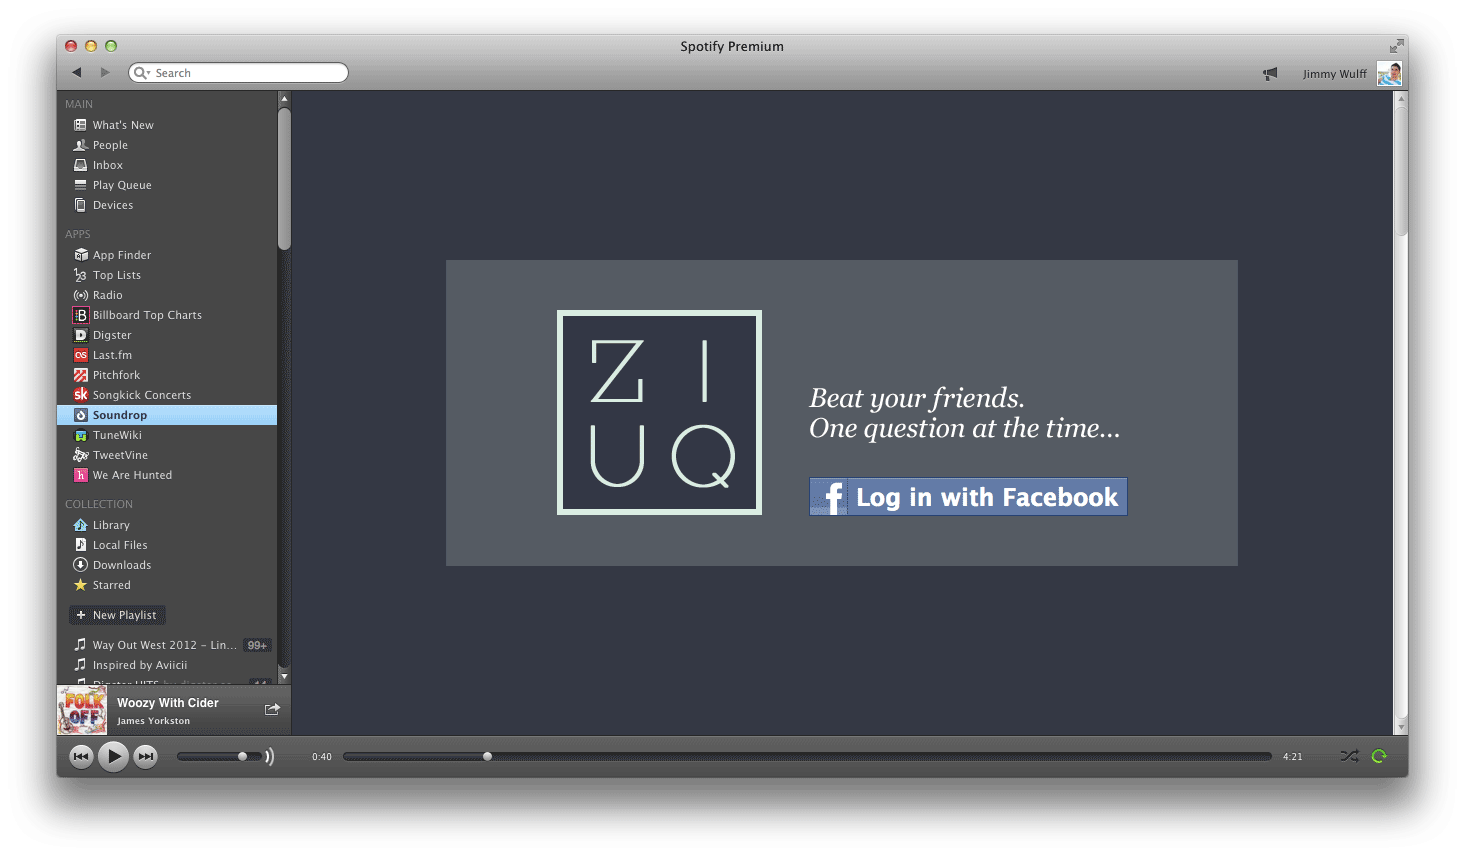 Spotify Premium
Search
Jimmy Wulff
MAIN
What's New
People
Inbox
Play Queue
Devices
APPS
App Finder
Top Lists
Radio
Billboard Top Charts
Digster
Last.fm
Pitchfork
Songkick Concerts
Soundrop
TuneWiki
TweetVine
We Are Hunted
COLLECTION
Library
Local Files
Downloads
Starred
+ New Playlist
Way Out West 2012 – Lin... 99+
Inspired by Aviicii
FOLK
OFF
Woozy With Cider
James Yorkston
Z I
U Q
Beat your friends.
One question at the time...
f Log in with Facebook
0:40
4:21